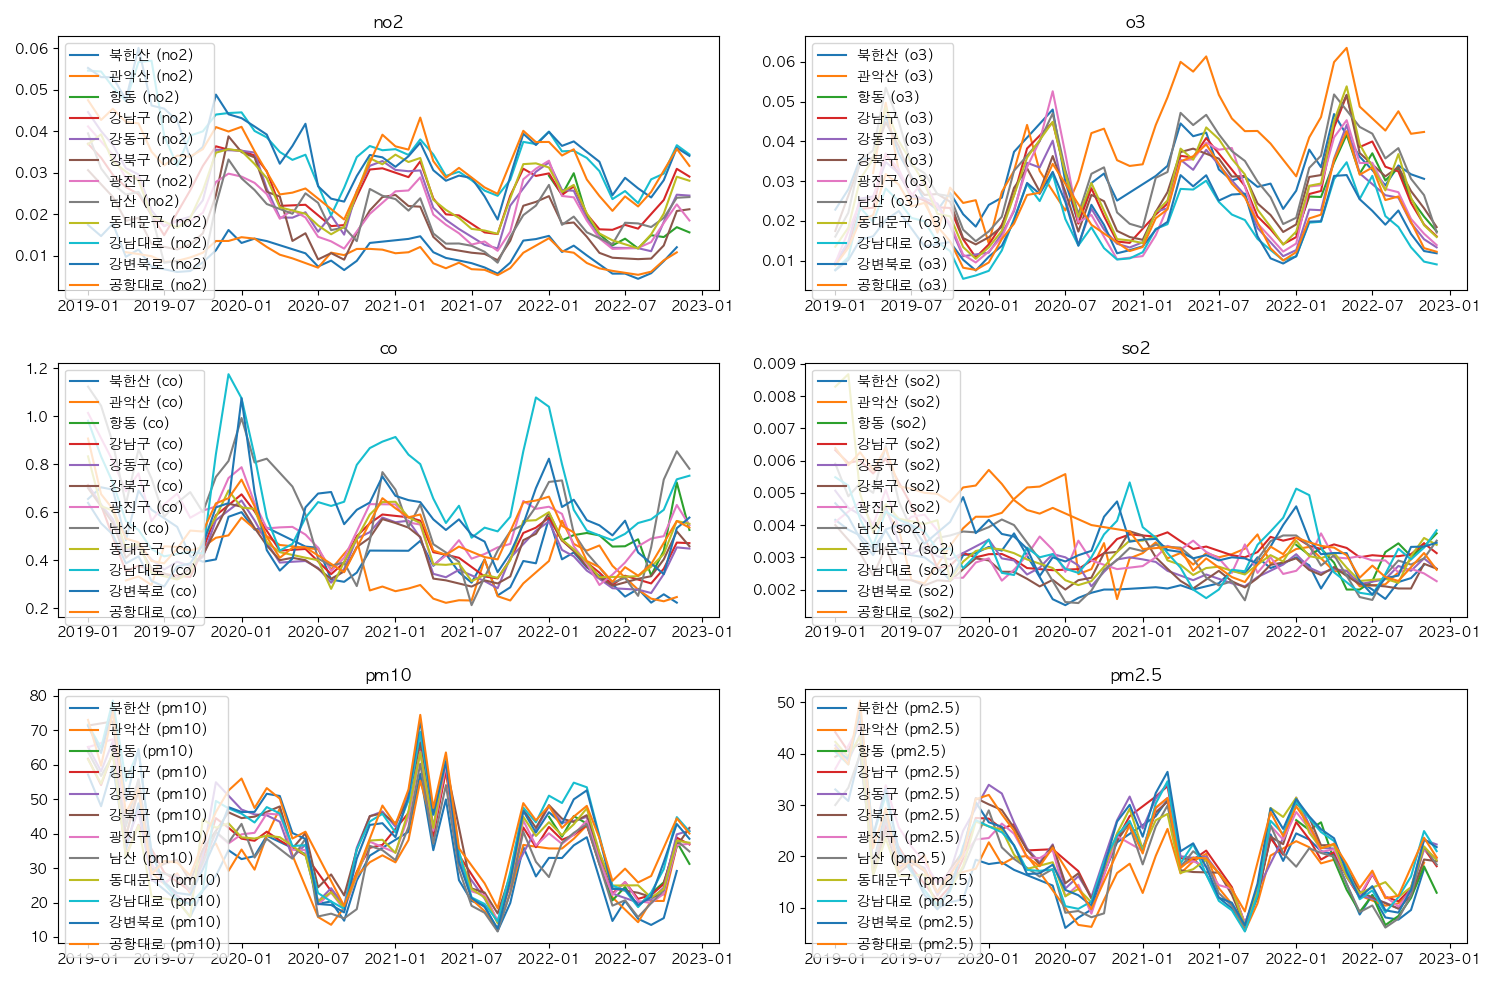 no2
0.06
0.05
0.04
0.03
0.02
0.01
북한산 (no2)
관악산 (no2)
항동 (no2)
강남구 (no2)
강동구 (no2)
강북구 (no2)
광진구 (no2)
남산 (no2)
동대문구 (no2)
강남대로 (no2)
강변북로 (no2)
공항대로 (no2)
2019-01 2019-07 2020-01 2020-07 2021-01 2021-07 2022-01 2022-07 2023-01
o3
0.06
0.05
0.04
0.03
0.02
0.01
북한산 (o3)
관악산 (o3)
항동 (o3)
강남구 (o3)
강동구 (o3)
강북구 (o3)
광진구 (o3)
남산 (o3)
동대문구 (o3)
강남대로 (o3)
강변북로 (o3)
공항대로 (o3)
2019-01 2019-07 2020-01 2020-07 2021-01 2021-07 2022-01 2022-07 2023-01
co
1.2
1.0
0.8
0.6
0.4
0.2
북한산 (co)
관악산 (co)
항동 (co)
강남구 (co)
강동구 (co)
강북구 (co)
광진구 (co)
남산 (co)
동대문구 (co)
강남대로 (co)
강변북로 (co)
공항대로 (co)
2019-01 2019-07 2020-01 2020-07 2021-01 2021-07 2022-01 2022-07 2023-01
so2
0.009
0.008
0.007
0.006
0.005
0.004
0.003
0.002
북한산 (so2)
관악산 (so2)
항동 (so2)
강남구 (so2)
강동구 (so2)
강북구 (so2)
광진구 (so2)
남산 (so2)
동대문구 (so2)
강남대로 (so2)
강변북로 (so2)
공항대로 (so2)
2019-01 2019-07 2020-01 2020-07 2021-01 2021-07 2022-01 2022-07 2023-01
pm10
80
70
60
50
40
30
20
10
북한산 (pm10)
관악산 (pm10)
항동 (pm10)
강남구 (pm10)
강동구 (pm10)
강북구 (pm10)
광진구 (pm10)
남산 (pm10)
동대문구 (pm10)
강남대로 (pm10)
강변북로 (pm10)
공항대로 (pm10)
2019-01 2019-07 2020-01 2020-07 2021-01 2021-07 2022-01 2022-07 2023-01
pm2.5
50
40
30
20
10
북한산 (pm2.5)
관악산 (pm2.5)
항동 (pm2.5)
강남구 (pm2.5)
강동구 (pm2.5)
강북구 (pm2.5)
광진구 (pm2.5)
남산 (pm2.5)
동대문구 (pm2.5)
강남대로 (pm2.5)
강변북로 (pm2.5)
공항대로 (pm2.5)
2019-01 2019-07 2020-01 2020-07 2021-01 2021-07 2022-01 2022-07 2023-01